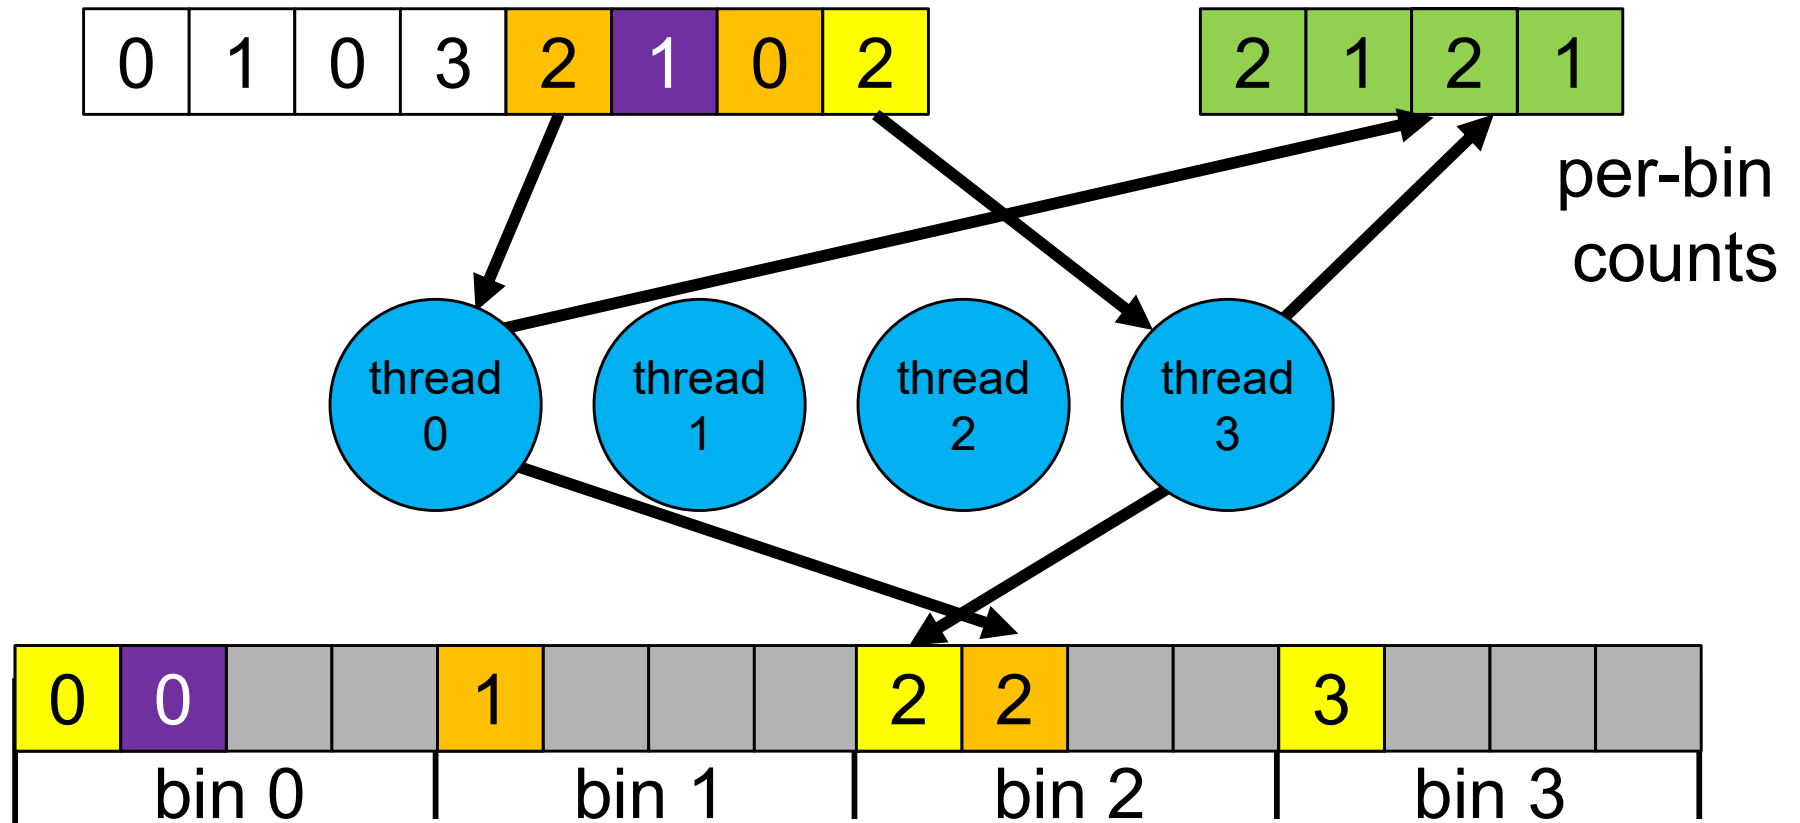 0 1 0 3 2 1 0 2
2 1 2 1
per-bin
counts
thread
0
thread
1
thread
2
thread
3
0 0 1 2 2 3
bin 0 bin 1 bin 2 bin 3